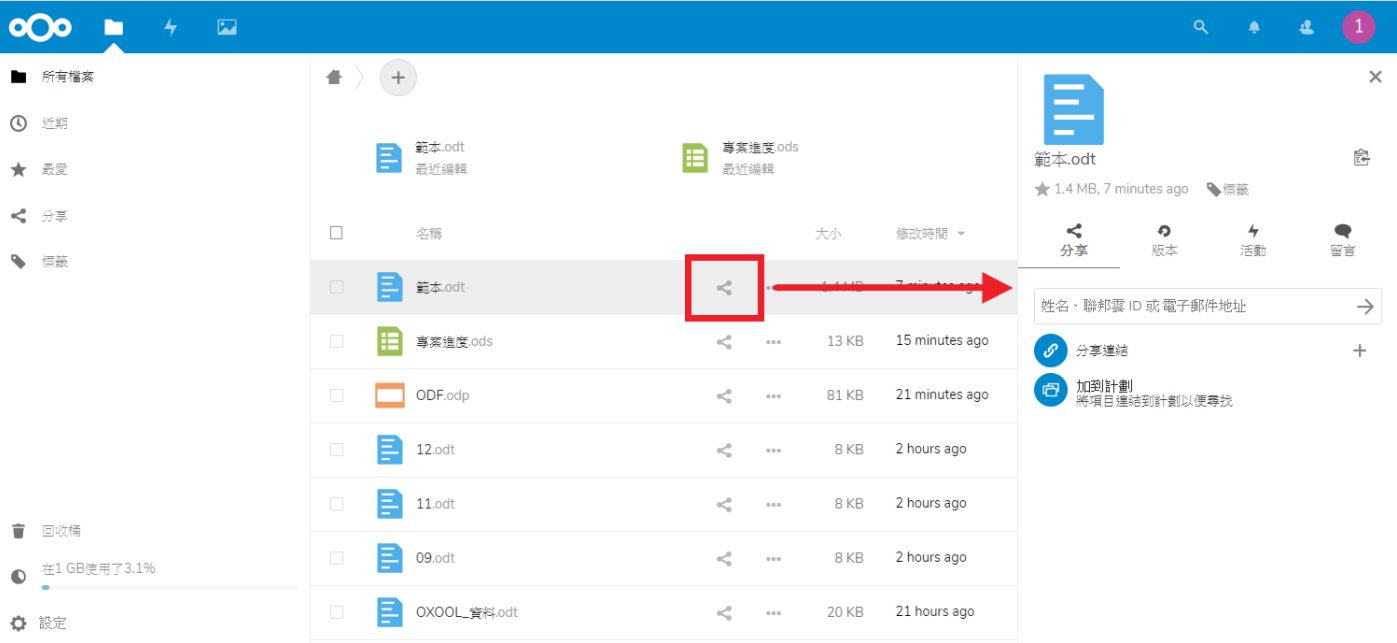 1
所有檔案
近期
最愛
分享
標籤
回收桶
在1 GB使用了3.1%
設定
範本.odt
最近編輯
專案進度.ods
最近編輯
名稱 大小 修改時間
範本.odt 1.4 MB 7 minutes ago
專案進度.ods 13 KB 15 minutes ago
ODF.odp 81 KB 21 minutes ago
12.odt 8 KB 2 hours ago
11.odt 8 KB 2 hours ago
09.odt 8 KB 2 hours ago
OXOOL_資料.odt 20 KB 21 hours ago
範本.odt
1.4 MB, 7 minutes ago 標籤
分享 版本 活動 留言
姓名、聯邦雲 ID 或 電子郵件地址
分享連結
加到計劃
將項目連結到計劃以便尋找